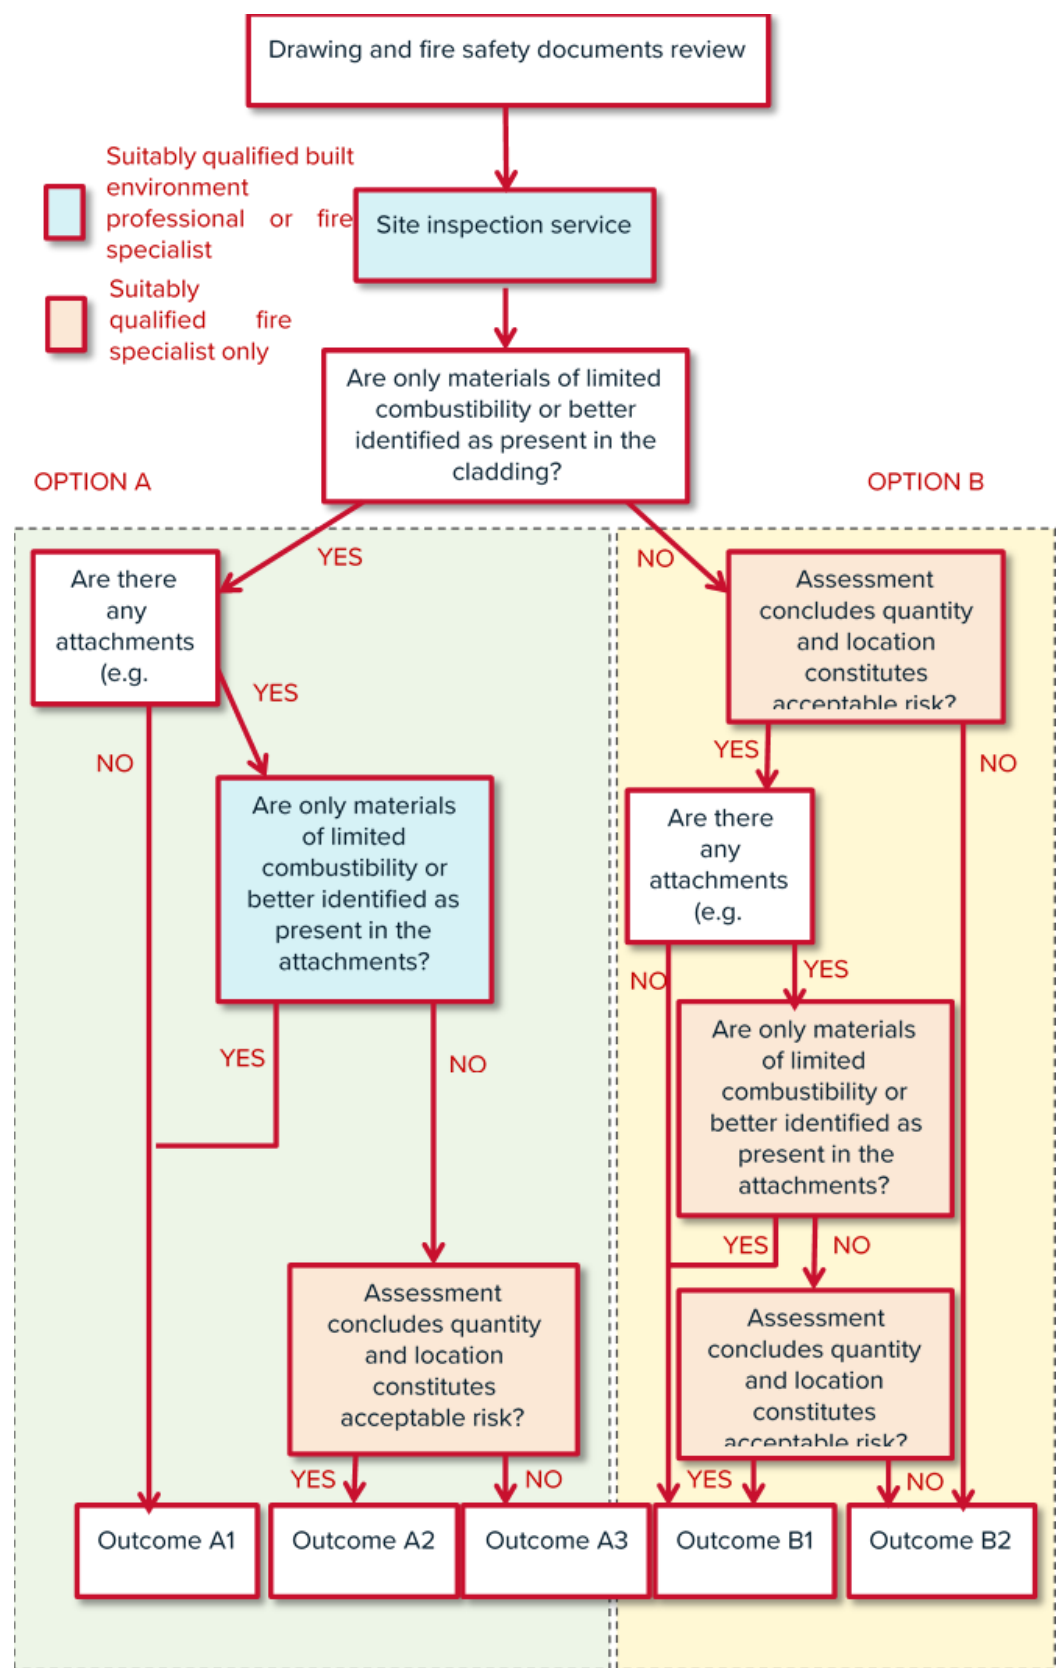 Drawing and fire safety documents review
Suitably qualified built
environment
professional or fire
specialist
Site inspection service
Suitably
qualified fire
specialist only
Are only materials of limited
combustibility or better
identified as present in the
cladding?
OPTION A
OPTION B
YES
NO
Are there
any
attachments
(e.g.
Assessment
concludes quantity
and location
constitutes
acceptable risk?
YES
NO
YES
NO
Are only materials
of limited
combustibility or
better identified as
present in the
attachments?
Are there
any
attachments
(e.g.
YES
NO
NO
YES
Are only materials
of limited
combustibility or
better identified as
present in the
attachments?
YES
NO
Assessment
concludes quantity
and location
constitutes
acceptable risk?
Assessment
concludes quantity
and location
constitutes
acceptable risk?
YES
NO
YES
NO
Outcome A1
Outcome A2
Outcome A3
Outcome B1
Outcome B2